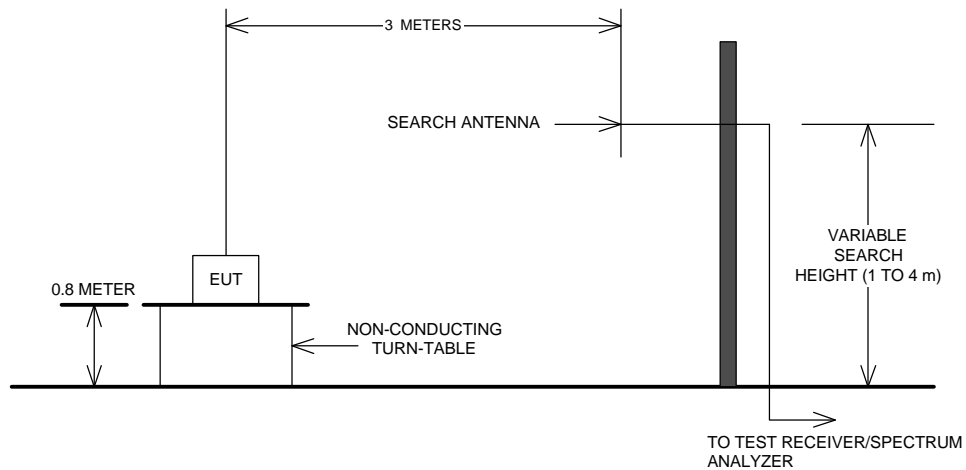 3 METERS
SEARCH ANTENNA
VARIABLE
SEARCH
HEIGHT (1 TO 4 m)
EUT
0.8 METER
NON-CONDUCTING
TURN-TABLE
TO TEST RECEIVER/SPECTRUM
ANALYZER